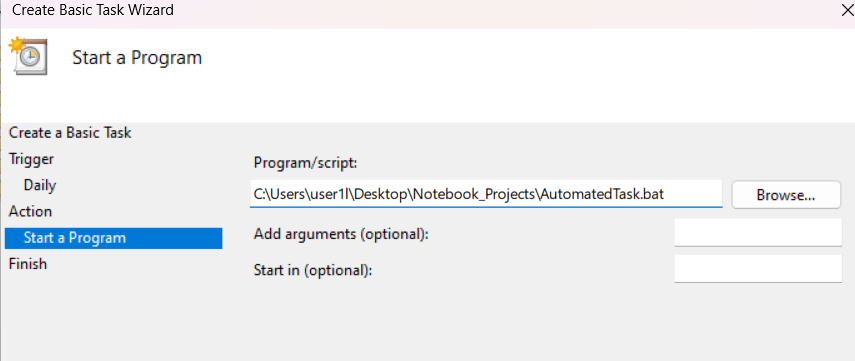 Create Basic Task Wizard
Start a Program
Create a Basic Task
Trigger
Daily
Action
Start a Program
Finish
Program/script:
C:\Users\user1l\Desktop\Notebook_Projects\AutomatedTask.bat
Browse...
Add arguments (optional):
Start in (optional):